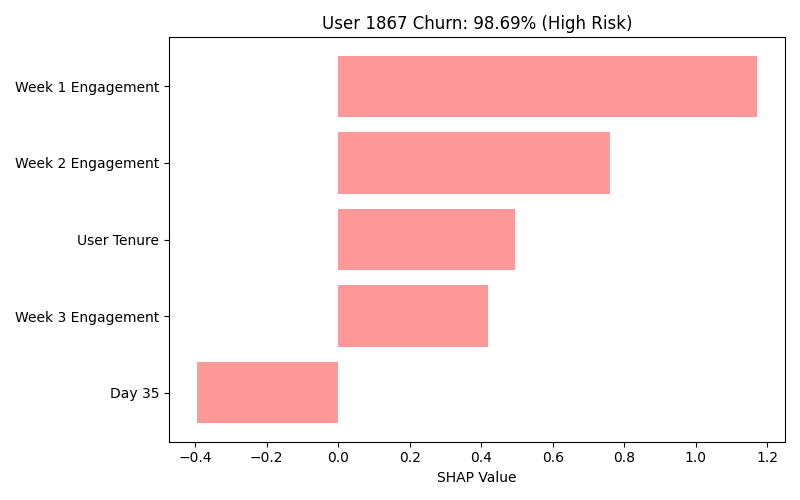 User 1867 Churn: 98.69% (High Risk)
Week 1 Engagement
Week 2 Engagement
User Tenure
Week 3 Engagement
Day 35
−0.4 −0.2 0.0 0.2 0.4 0.6 0.8 1.0 1.2
SHAP Value